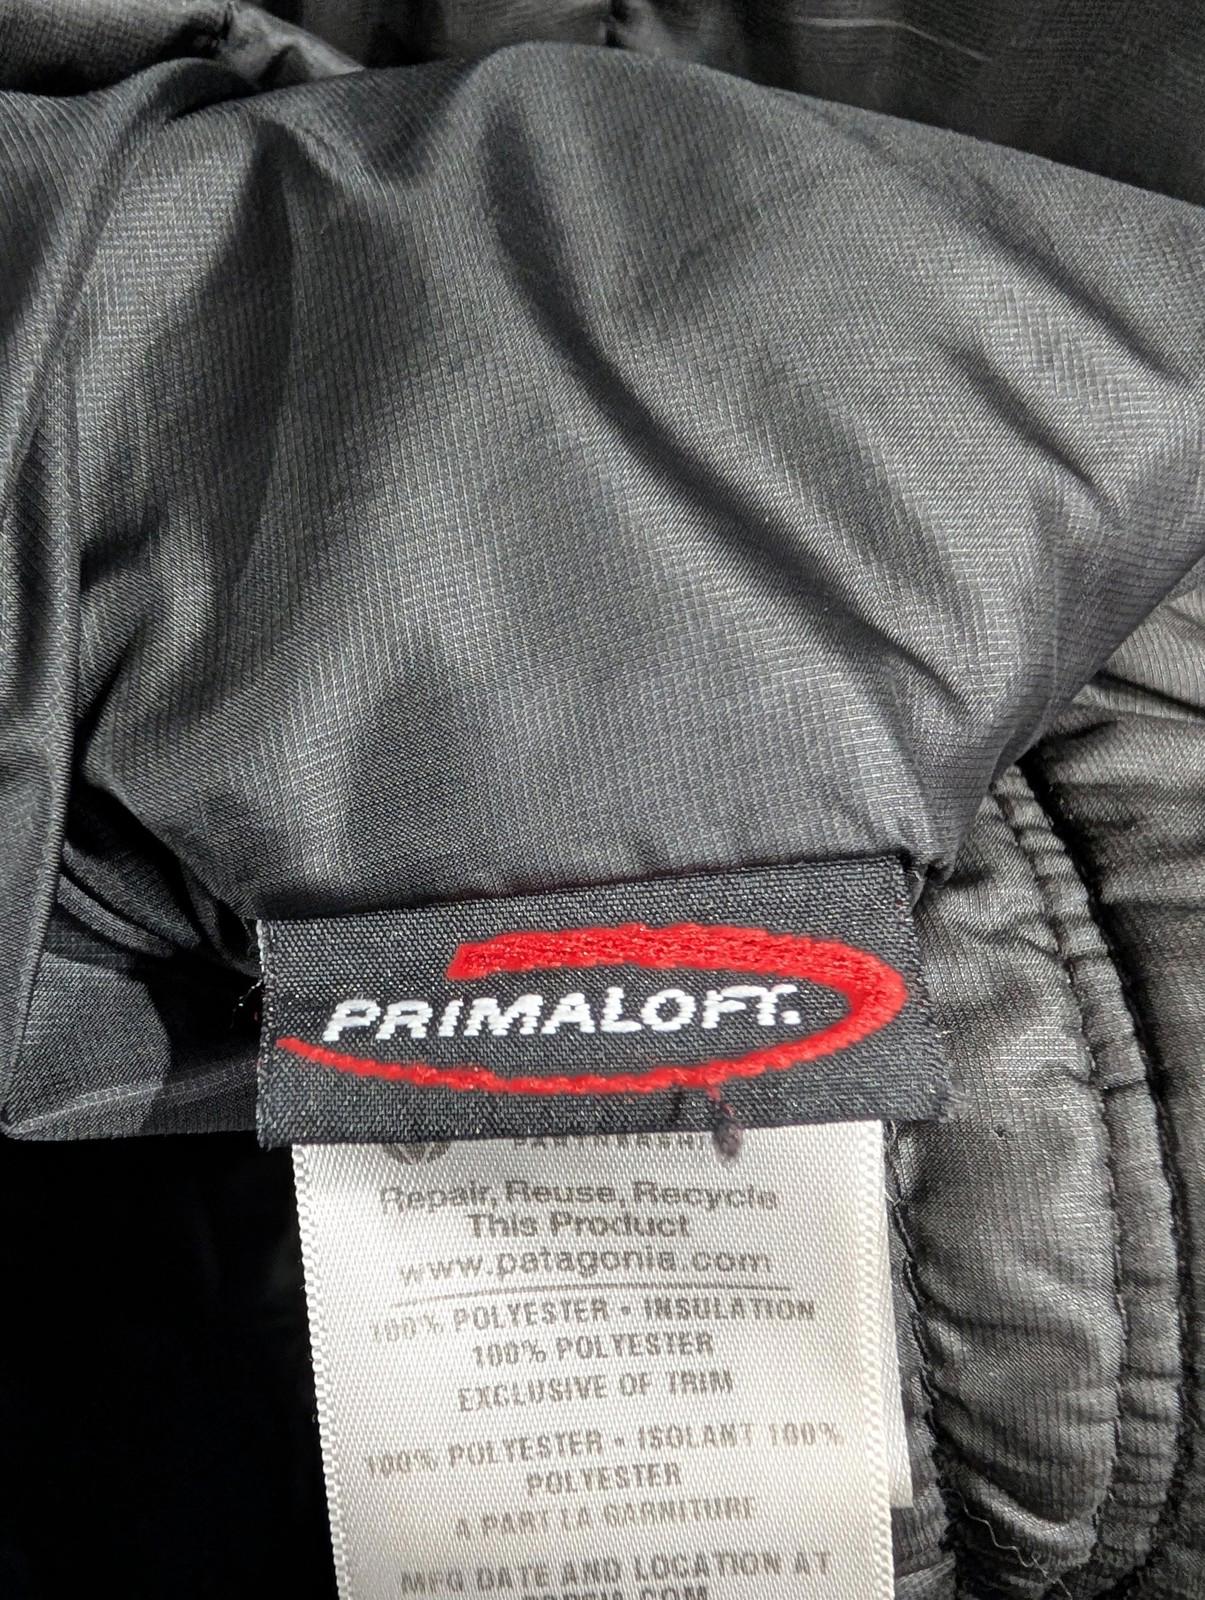 PRIMALOFT.
Repair, Reuse, Recycle
This Product
www.patagonia.com
100% POLYESTER • INSULATION
100% POLYESTER
EXCLUSIVE OF TRIM
100% POLYESTER • ISOLANT 100%
POLYESTER
A PART LA GARNITURE
MFG DATE AND LOCATION AT